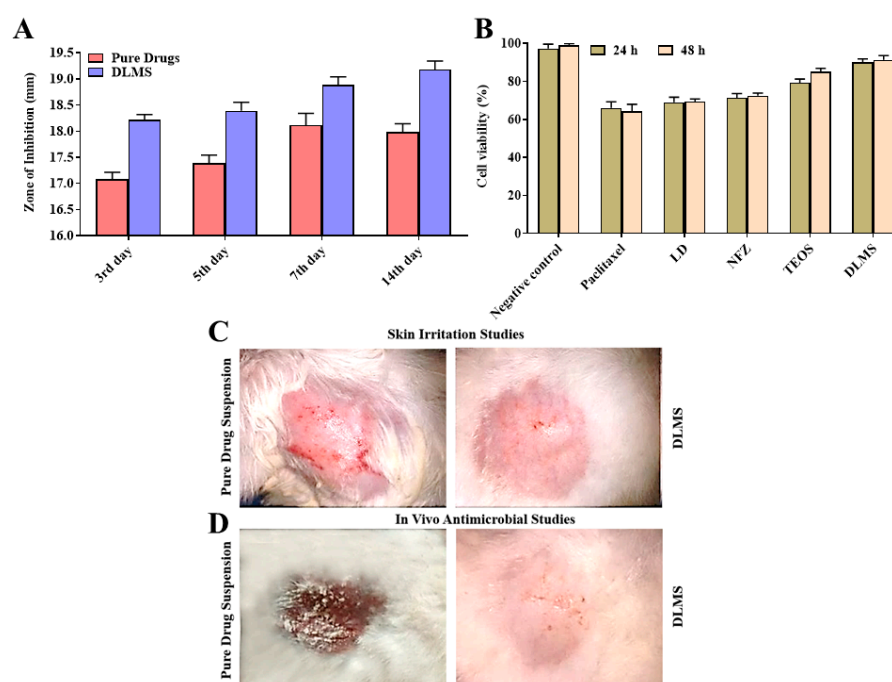 A
Zone of Inhibition (mm)
19.5
19.0
18.5
18.0
17.5
17.0
16.5
16.0
Pure Drugs
DLMS
3rd day
5th day
7th day
14th day
B
Cell viability (%)
100
80
60
40
20
0
24 h
48 h
Negative control
Paclitaxel
LD
NFZ
TEOS
DLMS
C
Skin Irritation Studies
Pure Drug Suspension
DLMS
D
In Vivo Antimicrobial Studies
Pure Drug Suspension
DLMS